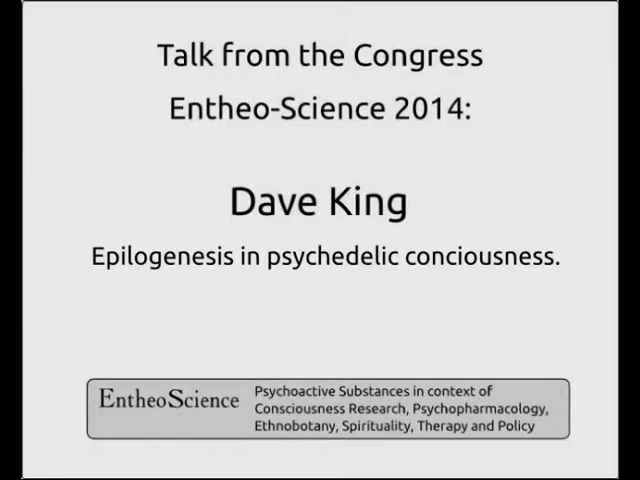 Talk from the Congress
Entheo-Science 2014:
Dave King
Epilogenesis in psychedelic conciousness.
EntheoScience
Psychoactive Substances in context of
Consciousness Research, Psychopharmacology,
Ethnobotany, Spirituality, Therapy and Policy